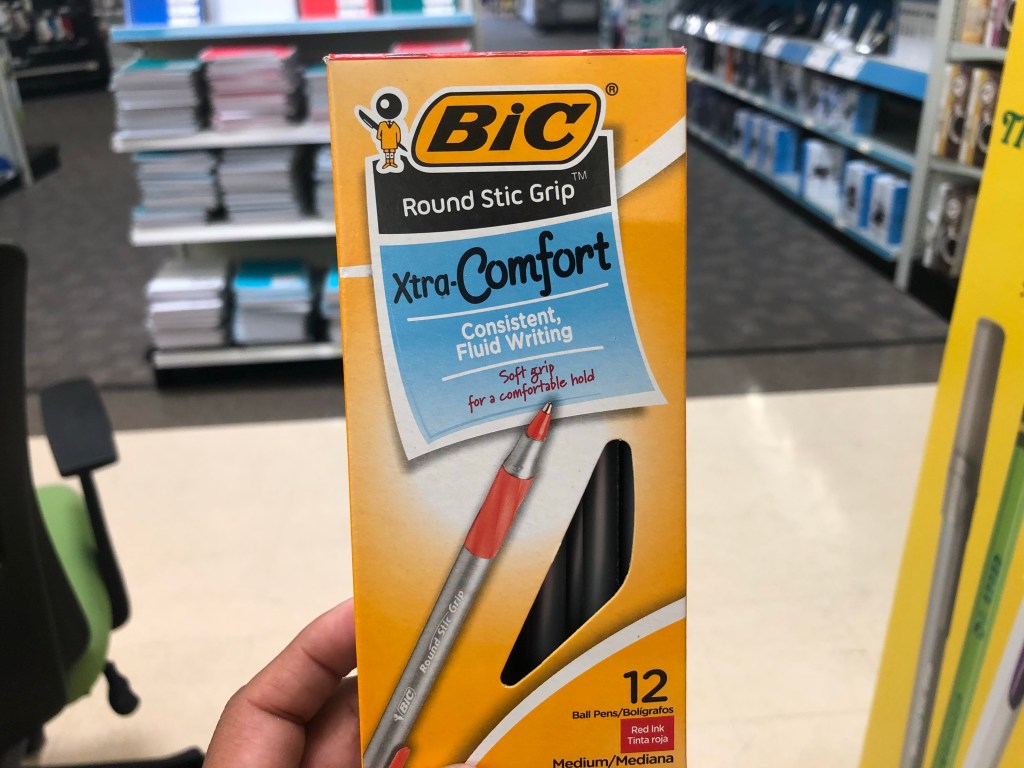 BiC®
Round Stic Grip™
Xtra-Comfort
Consistent,
Fluid Writing
Soft grip
for a comfortable hold
Round Stic Grip
BiC
12
Ball Pens/Bolígrafos
Red Ink
Tinta roja
Medium/Mediana